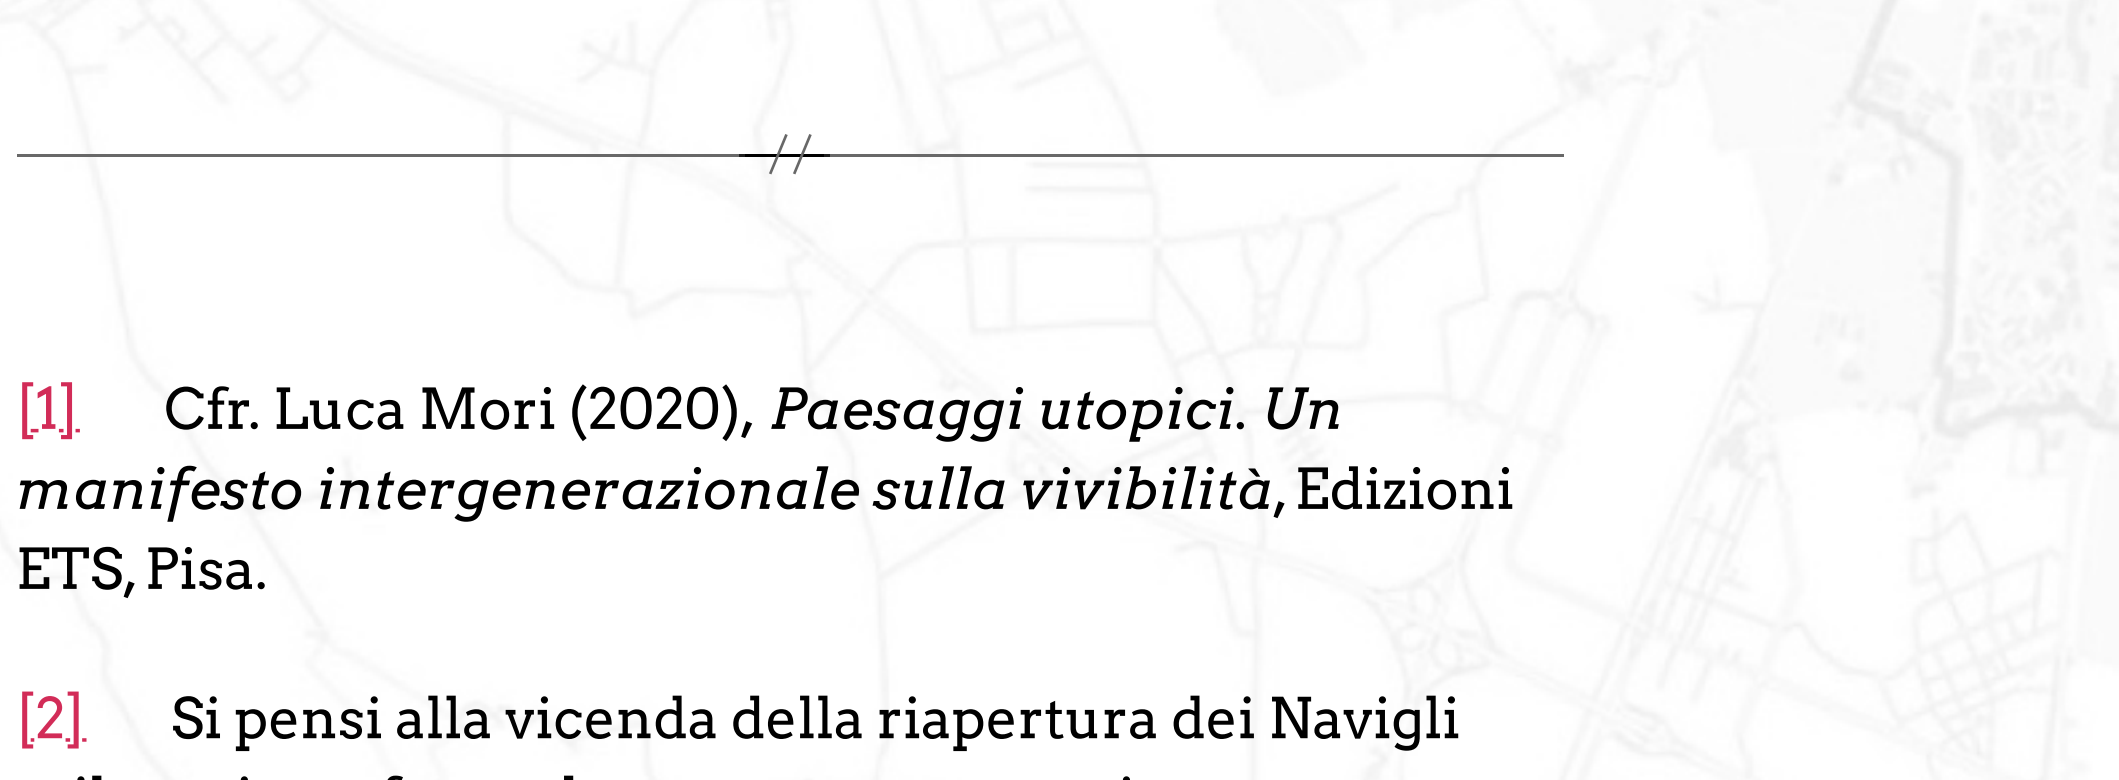 [1]. Cfr. Luca Mori (2020), Paesaggi utopici. Un
manifesto intergenerazionale sulla vivibilità, Edizioni
ETS, Pisa.
[2]. Si pensi alla vicenda della riapertura dei Navigli